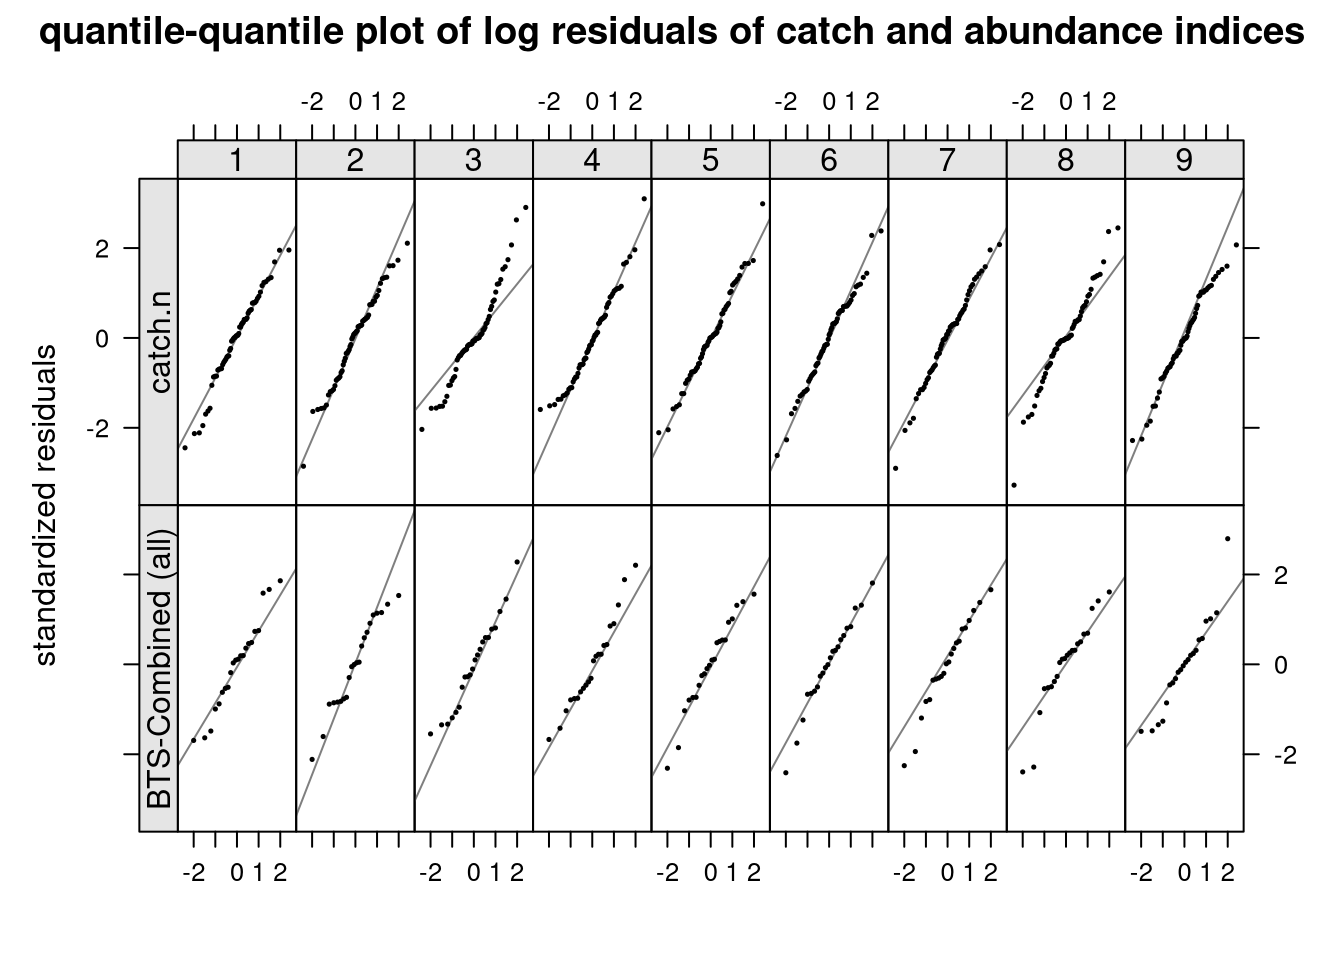 quantile-quantile plot of log residuals of catch and abundance indices
-2 0 1 2 -2 0 1 2 -2 0 1 2 -2 0 1 2
1 2 3 4 5 6 7 8 9
2
0
-2
catch.n
standardized residuals
BTS-Combined (all)
2
0
-2
-2 0 1 2 -2 0 1 2 -2 0 1 2 -2 0 1 2 -2 0 1 2